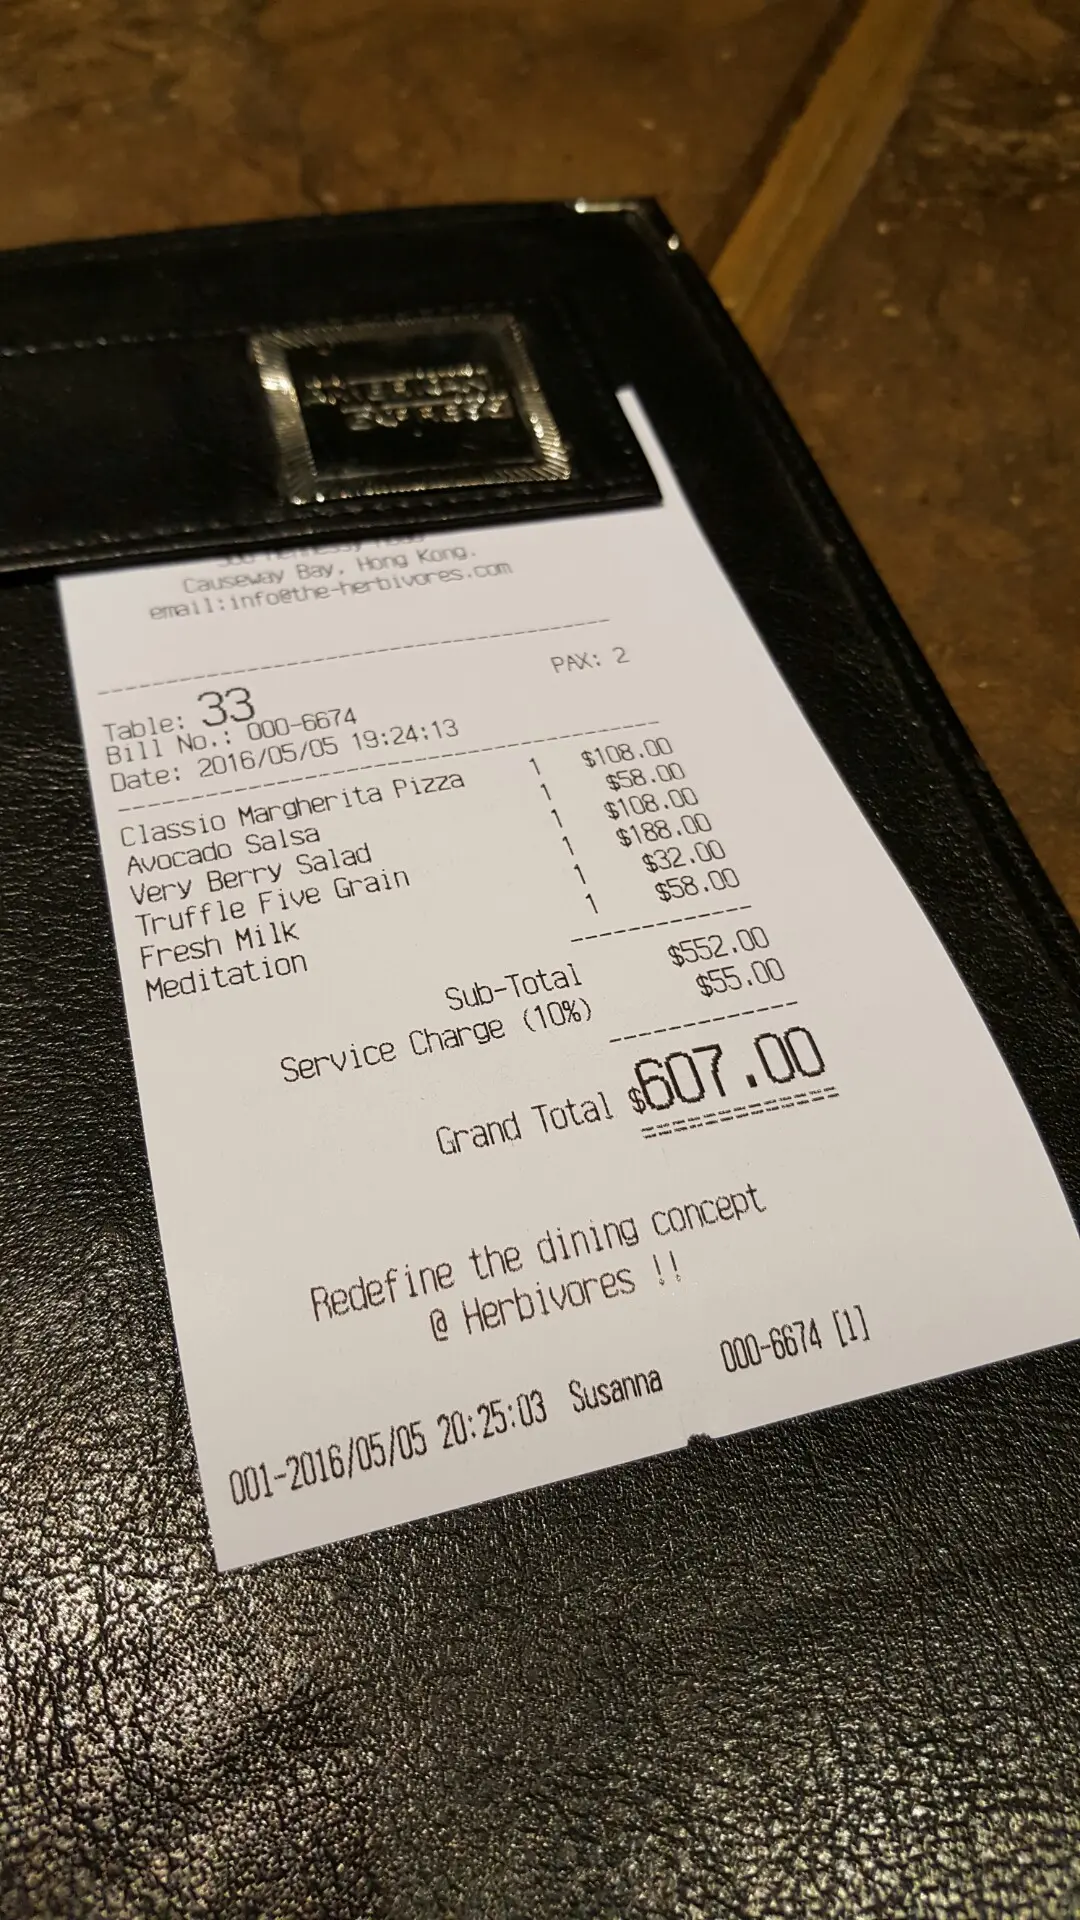 AMERICAN
EXPRESS
Hennessy
Causeway Bay, Hong Kong.
email:info@the-herbivores.com
PAX: 2
Table: 33
Bill No.: 000-6674
Date: 2016/05/05 19:24:13
Classio Margherita Pizza 1 $108.00
Avocado Salsa 1 $58.00
Very Berry Salad 1 $108.00
Truffle Five Grain 1 $188.00
Fresh Milk 1 $32.00
Meditation 1 $58.00
Sub-Total $552.00
Service Charge (10%) $55.00
Grand Total $607.00
Redefine the dining concept
@ Herbivores !!
001-2016/05/05 20:25:03 Susanna 000-6674 [1]